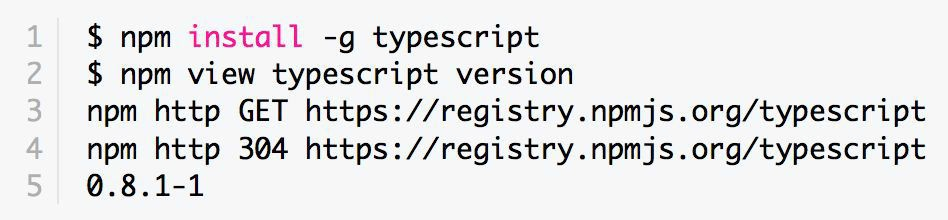 1 $ npm install -g typescript
2 $ npm view typescript version
3 npm http GET https://registry.npmjs.org/typescript
4 npm http 304 https://registry.npmjs.org/typescript
5 0.8.1-1